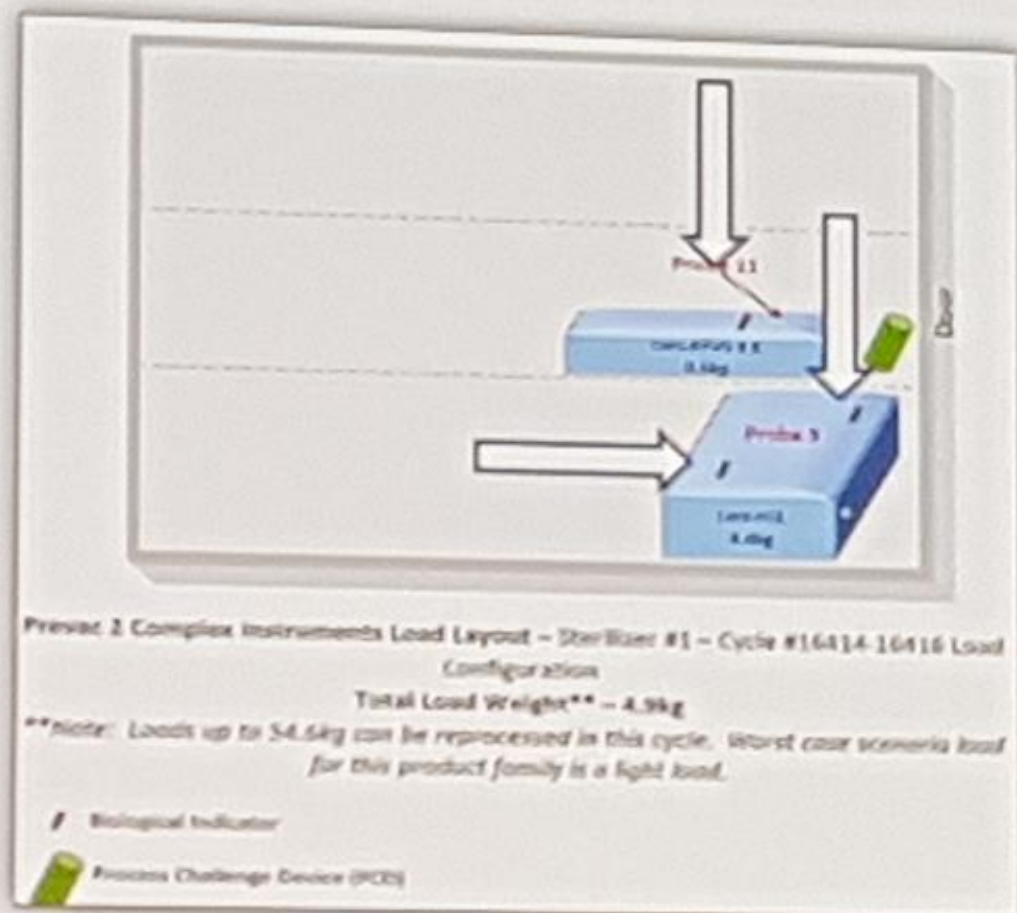 11
Door
Probe 5
Prevac 2 Complex Instruments Load Layout – Sterilizer #1 – Cycle #16414-16416 Load
Configuration
Total Load Weight** – 4.9kg
**Note: Loads up to 54.6kg can be reprocessed in this cycle. Worst case scenario load
for this product family is a light load.
Biological Indicator
Process Challenge Device (PCD)